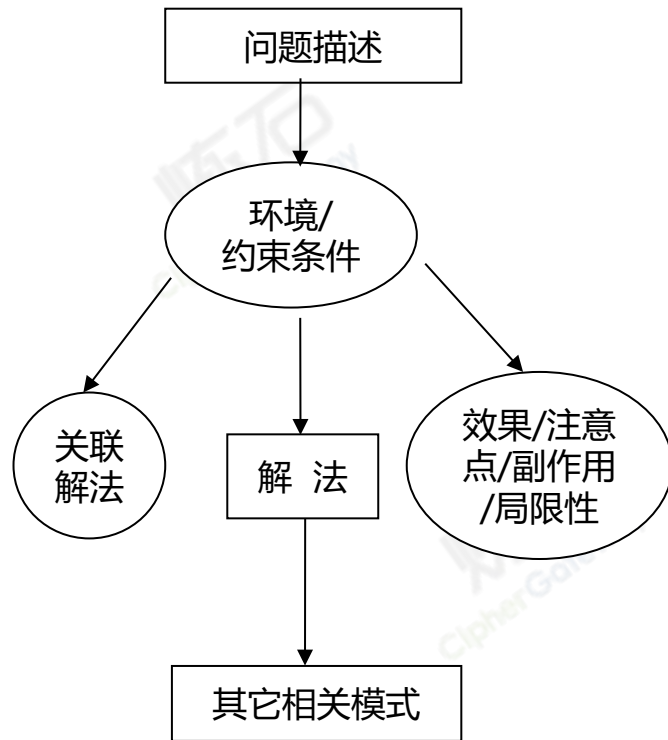 问题描述
环境/
约束条件
关联
解法
解 法
效果/注意
点/副作用
/局限性
其它相关模式